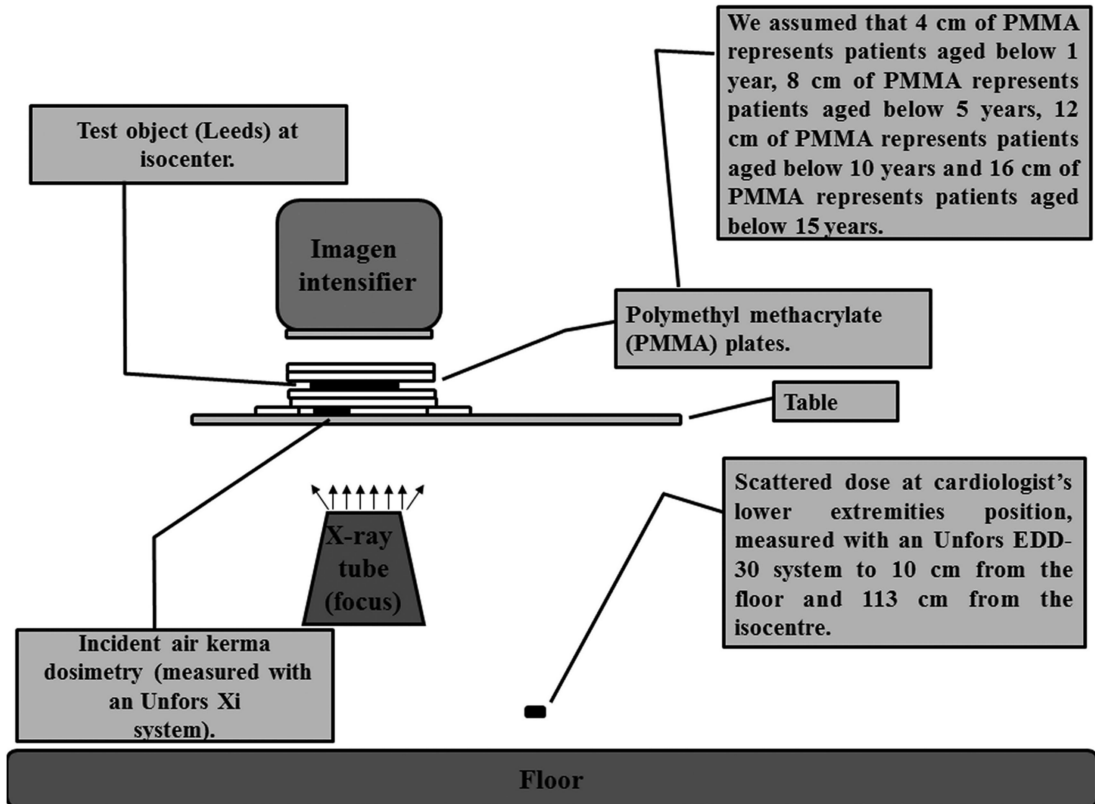 We assumed that 4 cm of PMMA
represents patients aged below 1
year, 8 cm of PMMA represents
patients aged below 5 years, 12
cm of PMMA represents patients
aged below 10 years and 16 cm of
PMMA represents patients aged
below 15 years.
Test object (Leeds) at
isocenter.
Imagen
intensifier
Polymethyl methacrylate
(PMMA) plates.
Table
X-ray
tube
(focus)
Scattered dose at cardiologist's
lower extremities position,
measured with an Unfors EDD-
30 system to 10 cm from the
floor and 113 cm from the
isocentre.
Incident air kerma
dosimetry (measured with
an Unfors Xi
system).
Floor